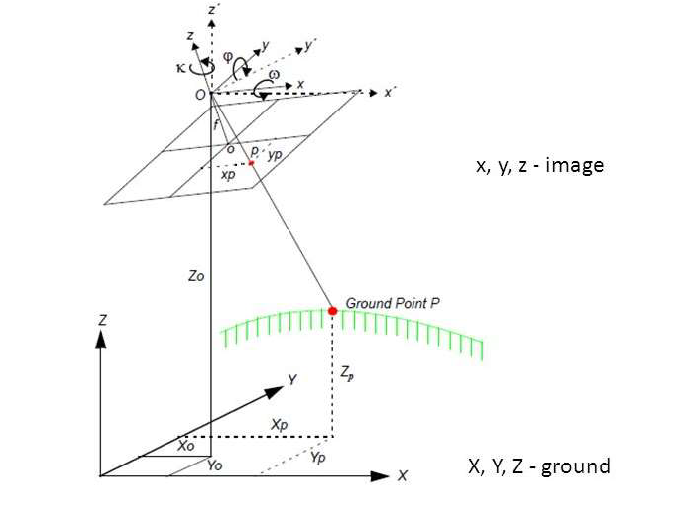 z′
z
y
y′
κ
φ
ω
x
O
x′
f
o
p
yp
xp
x, y, z - image
Zo
Ground Point P
Z
Zp
Y
Xp
Xo
Yo
Yp
X
X, Y, Z - ground